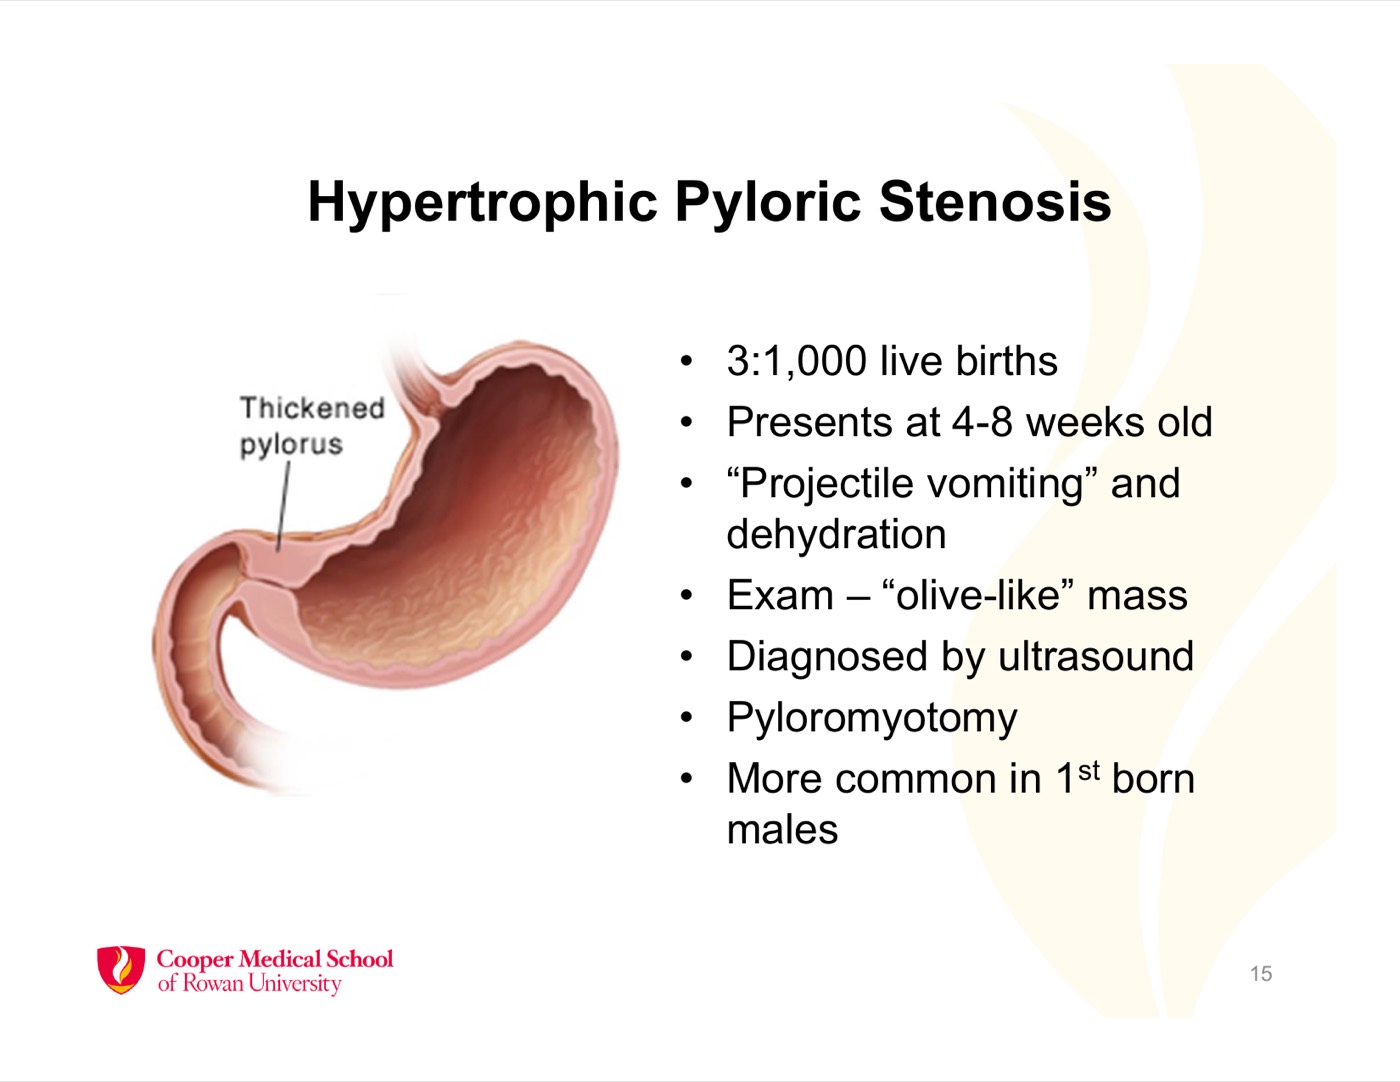 Hypertrophic Pyloric Stenosis
Thickened
pylorus
• 3:1,000 live births
• Presents at 4-8 weeks old
• “Projectile vomiting” and
dehydration
• Exam – “olive-like” mass
• Diagnosed by ultrasound
• Pyloromyotomy
• More common in 1st born
males
Cooper Medical School
of Rowan University
15